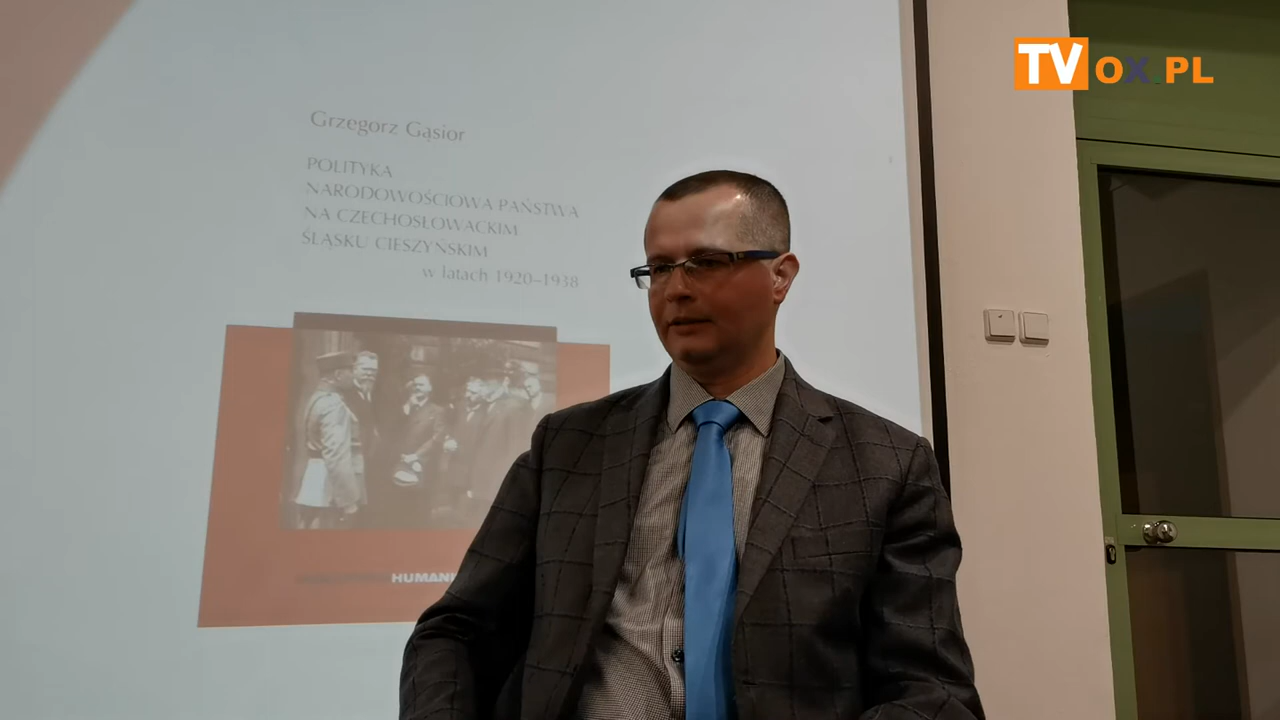 TVOX.PL
Grzegorz Gąsior
POLITYKA
NARODOWOŚCIOWA PAŃSTWA
NA CZECHOSŁOWACKIM
ŚLĄSKU CIESZYŃSKIM
w latach 1920–1938